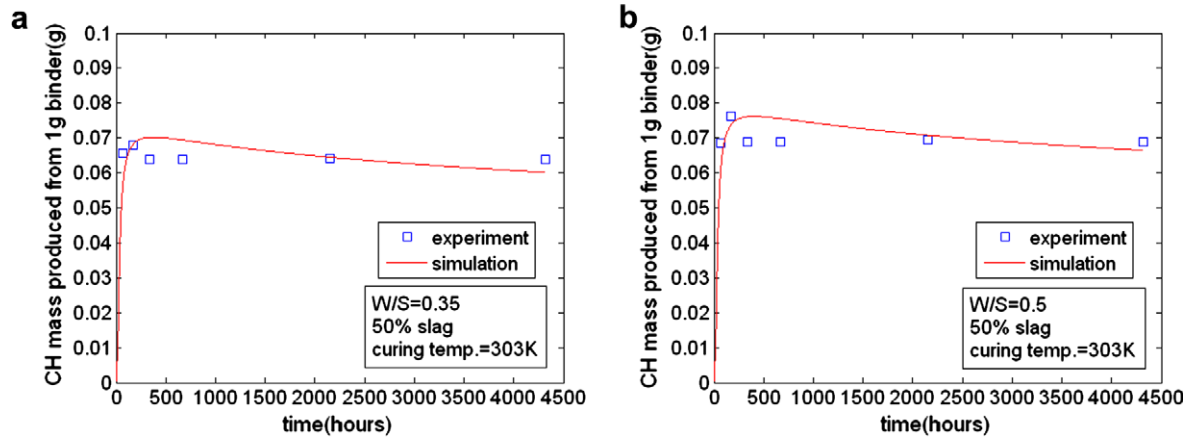 a
CH mass produced from 1g binder(g)
0.1
0.09
0.08
0.07
0.06
0.05
0.04
0.03
0.02
0.01
0
0 500 1000 1500 2000 2500 3000 3500 4000 4500
time(hours)
experiment
simulation
W/S=0.35
50% slag
curing temp.=303K
b
CH mass produced from 1g binder(g)
0.1
0.09
0.08
0.07
0.06
0.05
0.04
0.03
0.02
0.01
0
0 500 1000 1500 2000 2500 3000 3500 4000 4500
time(hours)
experiment
simulation
W/S=0.5
50% slag
curing temp.=303K